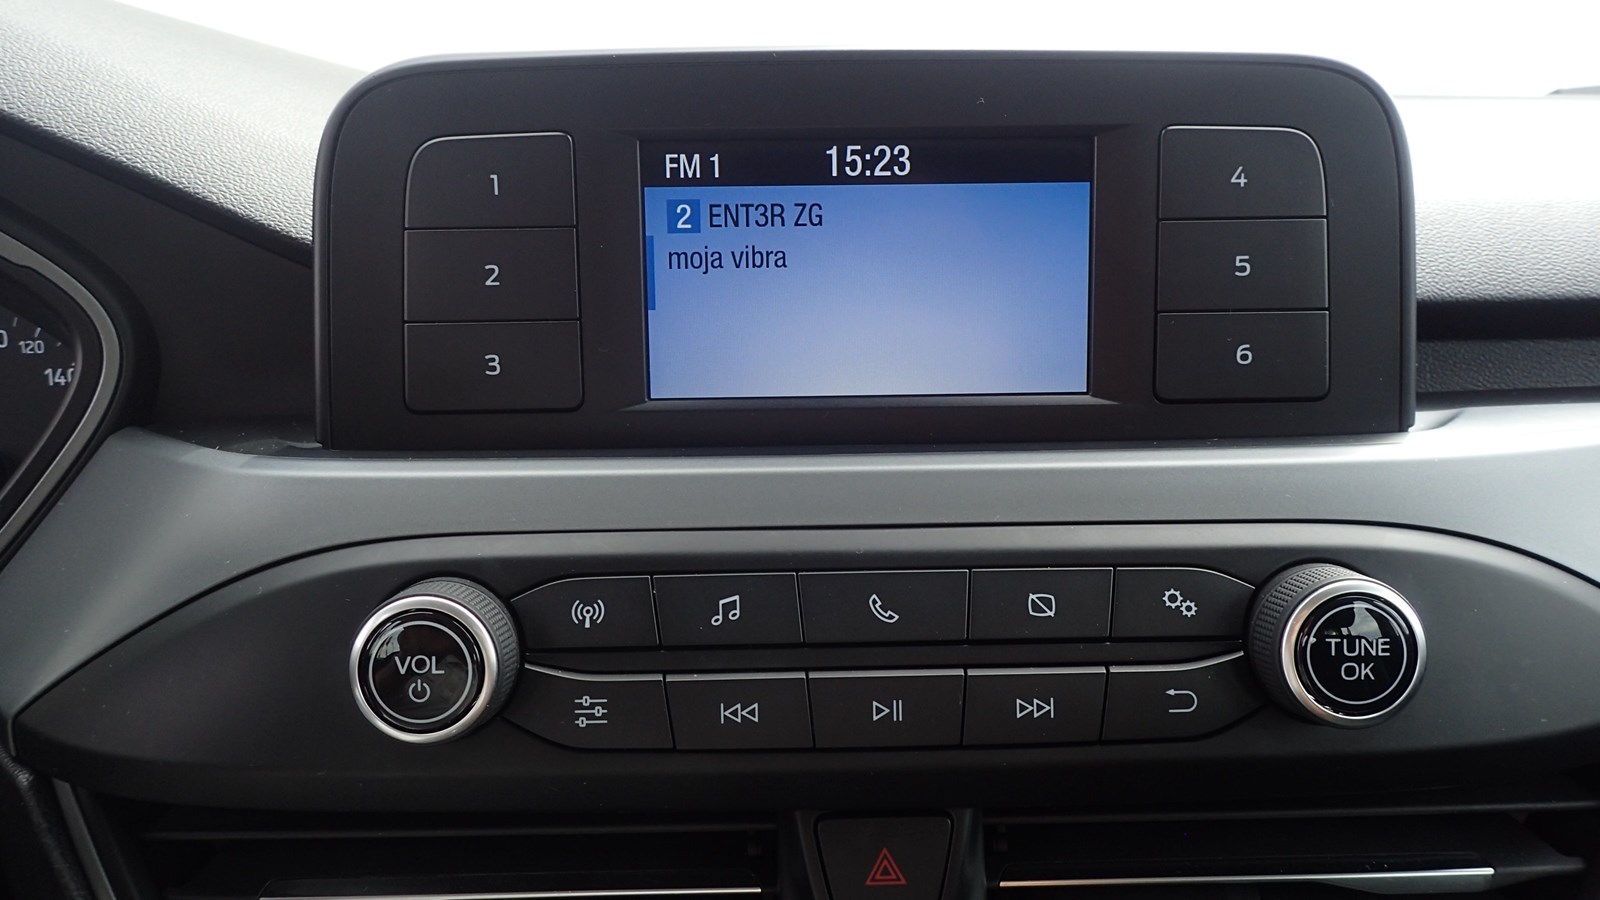 FM 1 15:23
2 ENT3R ZG
moja vibra
1
2
3
4
5
6
120
140
VOL
TUNE
OK